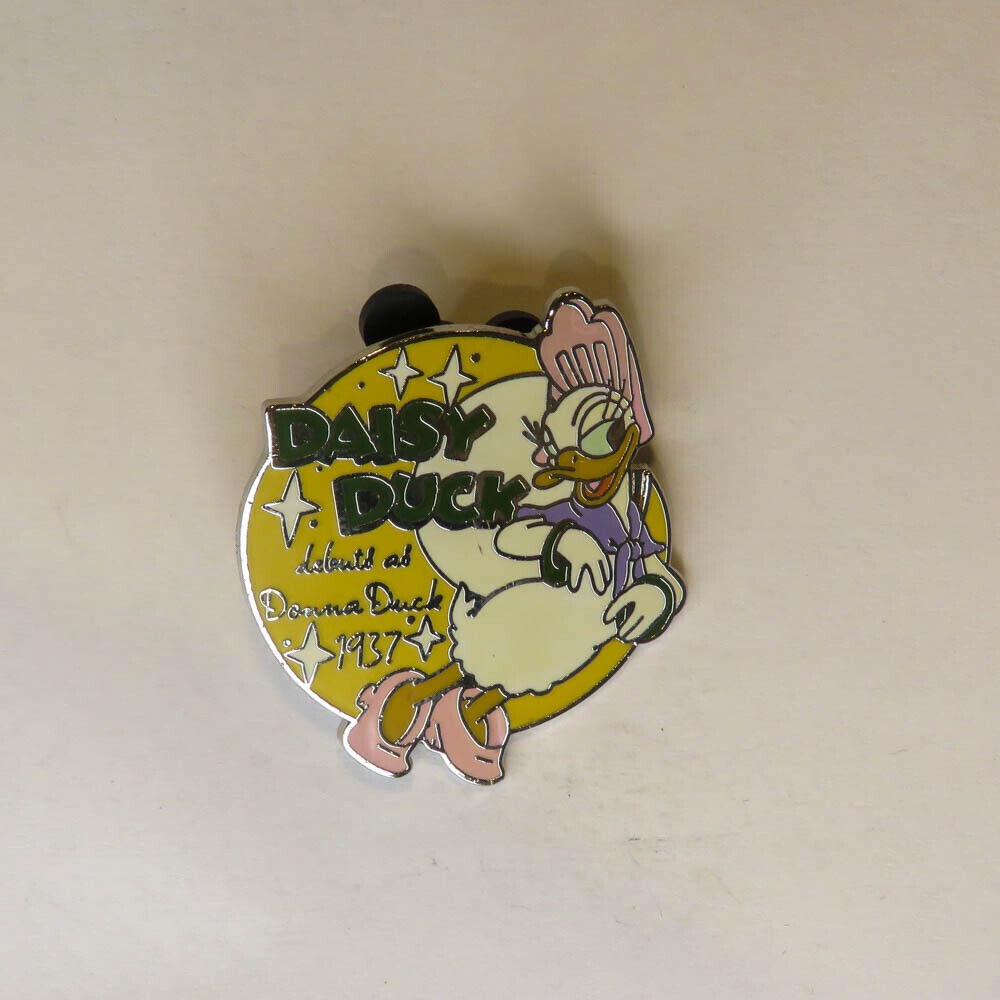 DAISY
DUCK
debuts as
Donna Duck
1937